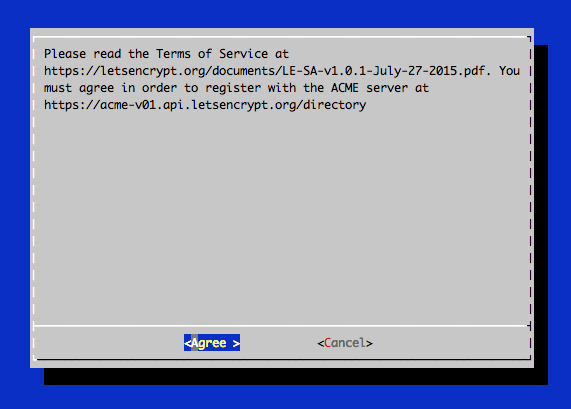 Please read the Terms of Service at
https://letsencrypt.org/documents/LE-SA-v1.0.1-July-27-2015.pdf. You
must agree in order to register with the ACME server at
https://acme-v01.api.letsencrypt.org/directory
<Agree > <Cancel>